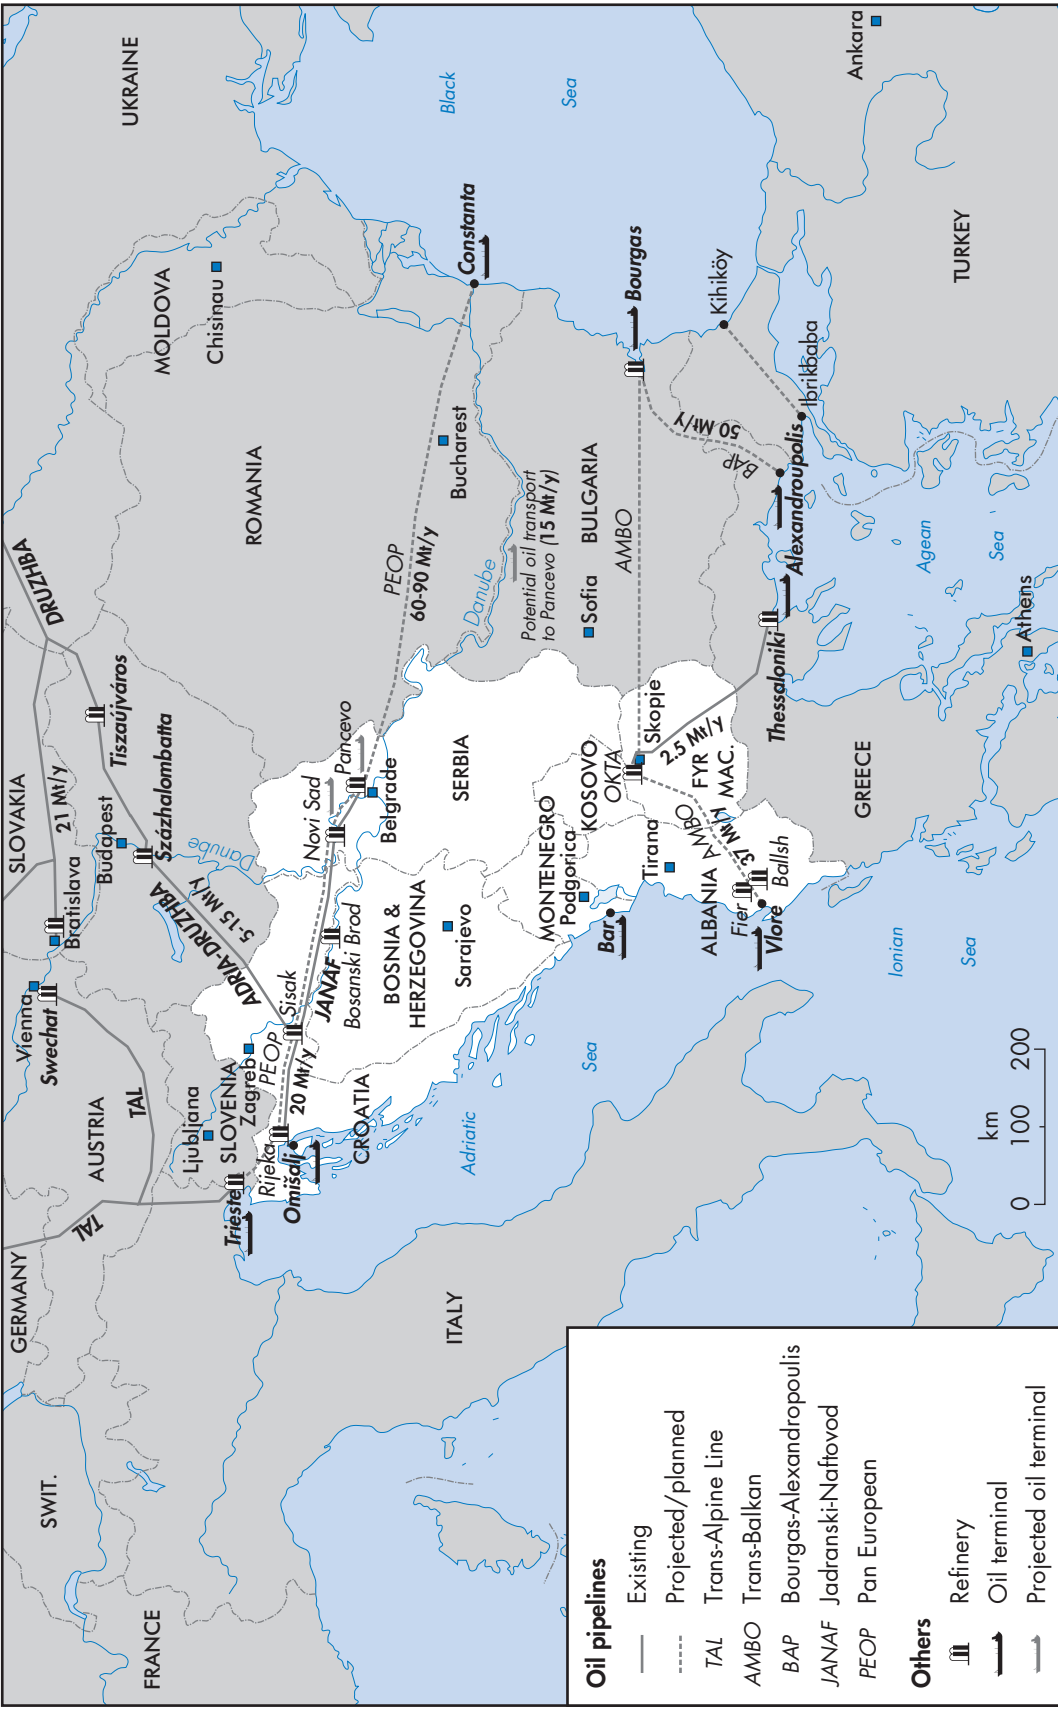 FRANCE
SWIT.
GERMANY
AUSTRIA
SLOVAKIA
UKRAINE
MOLDOVA
Chisinau
ROMANIA
Bucharest
Vienna
Swechat
Bratislava
21 Mt/y
Budapest
Százhalombatta
Tiszaújváros
DRUZHBA
TAL
TAL
Ljubljana
SLOVENIA
Zagreb
ADRIA-DRUZHBA
5-15 Mt/y
Danube
Trieste
Rijeka
Omišalj
PEOP
20 Mt/y
Sisak
JANAF
Bosanski Brod
Novi Sad
Pancevo
Belgrade
CROATIA
BOSNIA &
HERZEGOVINA
Sarajevo
SERBIA
PEOP
60-90 Mt/y
Danube
Potential oil transport
to Pancevo (15 Mt/y)
Constanta
Black
Sea
Bourgas
Kihiköy
Ibrikbaba
BAP
50 Mt/Y
Alexandroupolis
BULGARIA
Sofia
AMBO
MONTENEGRO
Podgorica
KOSOVO
OKTA
Skopje
2.5 Mt/y
FYR
MAC.
Bar
Tirana
ALBANIA
AMBO
37 Mt/y
Fier
Ballsh
Vlore
Thessaloniki
GREECE
Athens
Agean
Sea
TURKEY
Ankara
ITALY
Adriatic
Sea
Ionian
Sea
km
0 100 200
Oil pipelines
Existing
Projected/planned
TAL Trans-Alpine Line
AMBO Trans-Balkan
BAP Bourgas-Alexandropoulis
JANAF Jadranski-Naftovod
PEOP Pan European
Others
Refinery
Oil terminal
Projected oil terminal